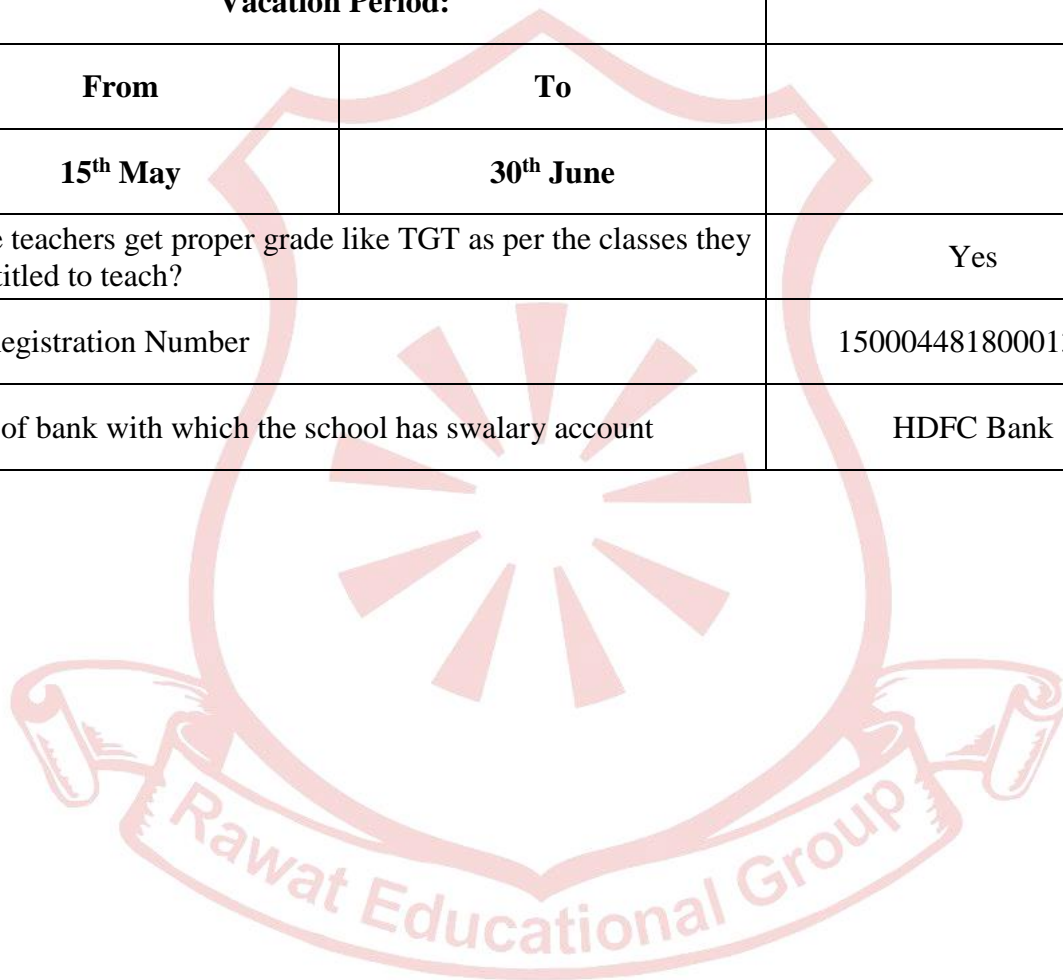 Vacation Period:
From To
15th May 30th June
teachers get proper grade like TGT as per the classes they
titled to teach? Yes
egistration Number 15000448180001
of bank with which the school has swalary account HDFC Bank
Rawat Educational Group